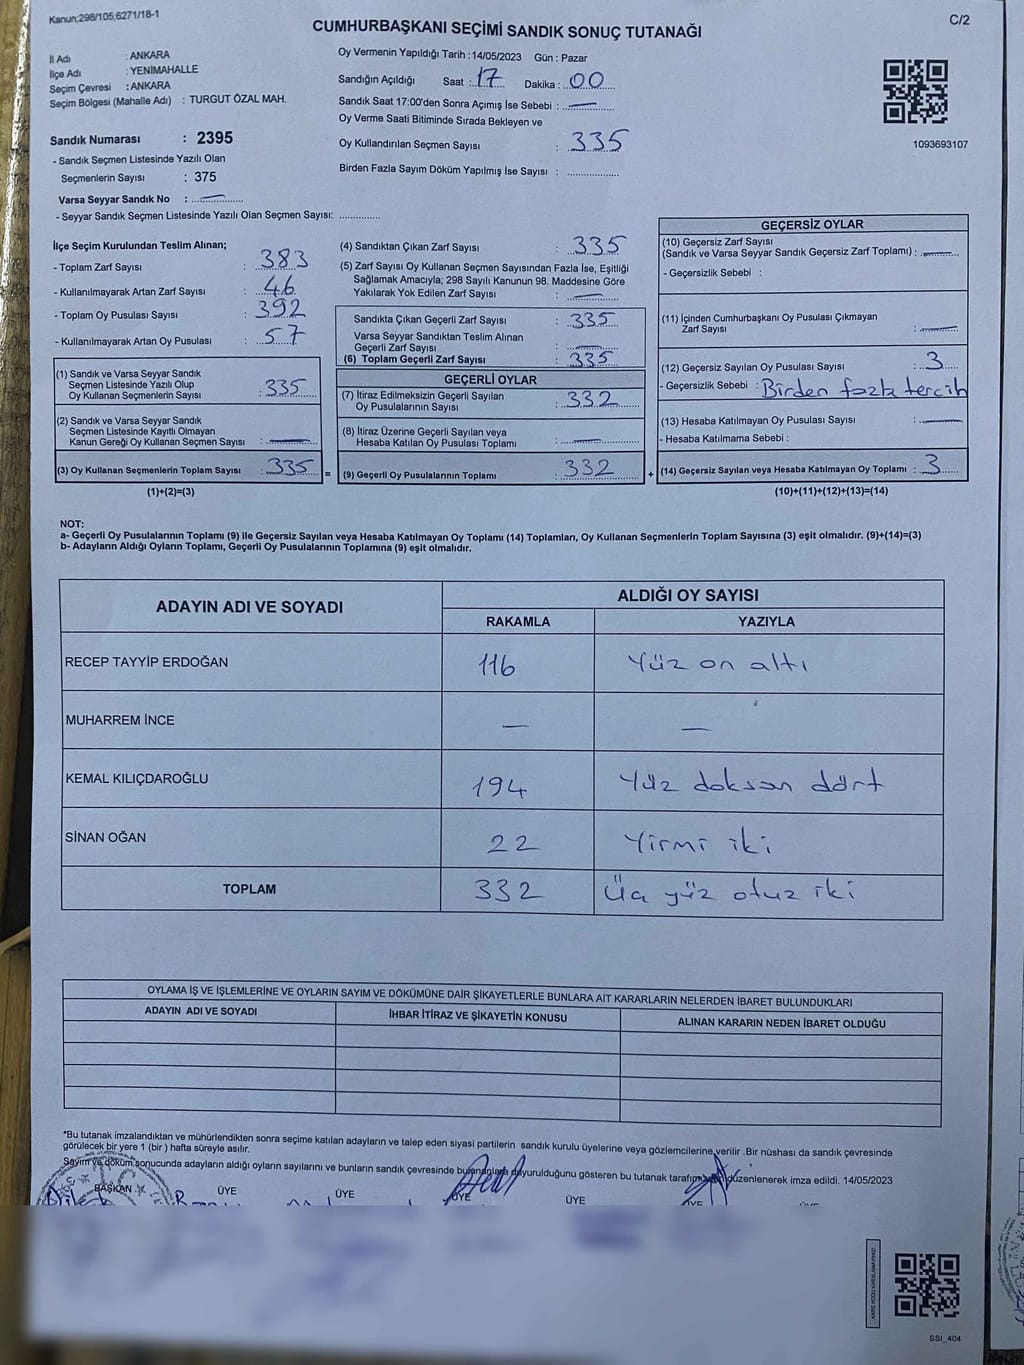 Kanun;298/105;6271/18-1
C/2
CUMHURBAŞKANI SEÇİMİ SANDIK SONUÇ TUTANAĞI
İl Adı : ANKARA
İlçe Adı : YENİMAHALLE
Seçim Çevresi : ANKARA
Seçim Bölgesi (Mahalle Adı) : TURGUT ÖZAL MAH.
Sandık Numarası : 2395
- Sandık Seçmen Listesinde Yazılı Olan
Seçmenlerin Sayısı : 375
Varsa Seyyar Sandık No : —
- Seyyar Sandık Seçmen Listesinde Yazılı Olan Seçmen Sayısı: ..............
Oy Vermenin Yapıldığı Tarih : 14/05/2023 Gün : Pazar
Sandığın Açıldığı Saat : 17 Dakika : 00
Sandık Saat 17:00'den Sonra Açımış İse Sebebi : —
Oy Verme Saati Bitiminde Sırada Bekleyen ve
Oy Kullandırılan Seçmen Sayısı : 335
Birden Fazla Sayım Döküm Yapılmış İse Sayısı : ..................
1093693107
İlçe Seçim Kurulundan Teslim Alınan;
- Toplam Zarf Sayısı : 383
- Kullanılmayarak Artan Zarf Sayısı : 46
- Toplam Oy Pusulası Sayısı : 392
- Kullanılmayarak Artan Oy Pusulası : 57
(1) Sandık ve Varsa Seyyar Sandık
Seçmen Listesinde Yazılı Olup
Oy Kullanan Seçmenlerin Sayısı : 335
(2) Sandık ve Varsa Seyyar Sandık
Seçmen Listesinde Kayıtlı Olmayan
Kanun Gereği Oy Kullanan Seçmen Sayısı : —
(3) Oy Kullanan Seçmenlerin Toplam Sayısı : 335
(1)+(2)=(3)
(4) Sandıktan Çıkan Zarf Sayısı : 335
(5) Zarf Sayısı Oy Kullanan Seçmen Sayısından Fazla İse, Eşitliği
Sağlamak Amacıyla; 298 Sayılı Kanunun 98. Maddesine Göre
Yakılarak Yok Edilen Zarf Sayısı : —
Sandıkta Çıkan Geçerli Zarf Sayısı : 335
Varsa Seyyar Sandıktan Teslim Alınan
Geçerli Zarf Sayısı : —
(6) Toplam Geçerli Zarf Sayısı : 335
GEÇERLİ OYLAR
(7) İtiraz Edilmeksizin Geçerli Sayılan
Oy Pusulalarının Sayısı : 332
(8) İtiraz Üzerine Geçerli Sayılan veya
Hesaba Katılan Oy Pusulası Toplamı : —
= (9) Geçerli Oy Pusulalarının Toplamı : 332 +
GEÇERSİZ OYLAR
(10) Geçersiz Zarf Sayısı
(Sandık ve Varsa Seyyar Sandık Geçersiz Zarf Toplamı) : —
- Geçersizlik Sebebi :
(11) İçinden Cumhurbaşkanı Oy Pusulası Çıkmayan
Zarf Sayısı : —
(12) Geçersiz Sayılan Oy Pusulası Sayısı : 3
- Geçersizlik Sebebi : Birden fazla tercih
(13) Hesaba Katılmayan Oy Pusulası Sayısı : —
- Hesaba Katılmama Sebebi :
(14) Geçersiz Sayılan veya Hesaba Katılmayan Oy Toplamı : 3
(10)+(11)+(12)+(13)=(14)
NOT:
a- Geçerli Oy Pusulalarının Toplamı (9) ile Geçersiz Sayılan veya Hesaba Katılmayan Oy Toplamı (14) Toplamları, Oy Kullanan Seçmenlerin Toplam Sayısına (3) eşit olmalıdır. (9)+(14)=(3)
b- Adayların Aldığı Oyların Toplamı, Geçerli Oy Pusulalarının Toplamına (9) eşit olmalıdır.
ADAYIN ADI VE SOYADI
ALDIĞI OY SAYISI
RAKAMLA YAZIYLA
RECEP TAYYİP ERDOĞAN 116 Yüz on altı
MUHARREM İNCE — —
KEMAL KILIÇDAROĞLU 194 Yüz doksan dört
SİNAN OĞAN 22 Yirmi iki
TOPLAM 332 Üç yüz otuz iki
OYLAMA İŞ VE İŞLEMLERİNE VE OYLARIN SAYIM VE DÖKÜMÜNE DAİR ŞİKAYETLERLE BUNLARA AİT KARARLARIN NELERDEN İBARET BULUNDUKLARI
ADAYIN ADI VE SOYADI İHBAR İTİRAZ VE ŞİKAYETİN KONUSU ALINAN KARARIN NEDEN İBARET OLDUĞU
*Bu tutanak imzalandıktan ve mühürlendikten sonra seçime katılan adayların ve talep eden siyasi partilerin sandık kurulu üyelerine veya gözlemcilerine verilir .Bir nüshası da sandık çevresinde
görülecek bir yere 1 (bir ) hafta süreyle asılır.
Sayım ve döküm sonucunda adayların aldığı oyların sayılarını ve bunların sandık çevresinde duyurulduğunu gösteren bu tutanak düzenlenerek imza edildi. 14/05/2023
BAŞKAN ÜYE ÜYE ÜYE ÜYE ÜYE
SSİ_404